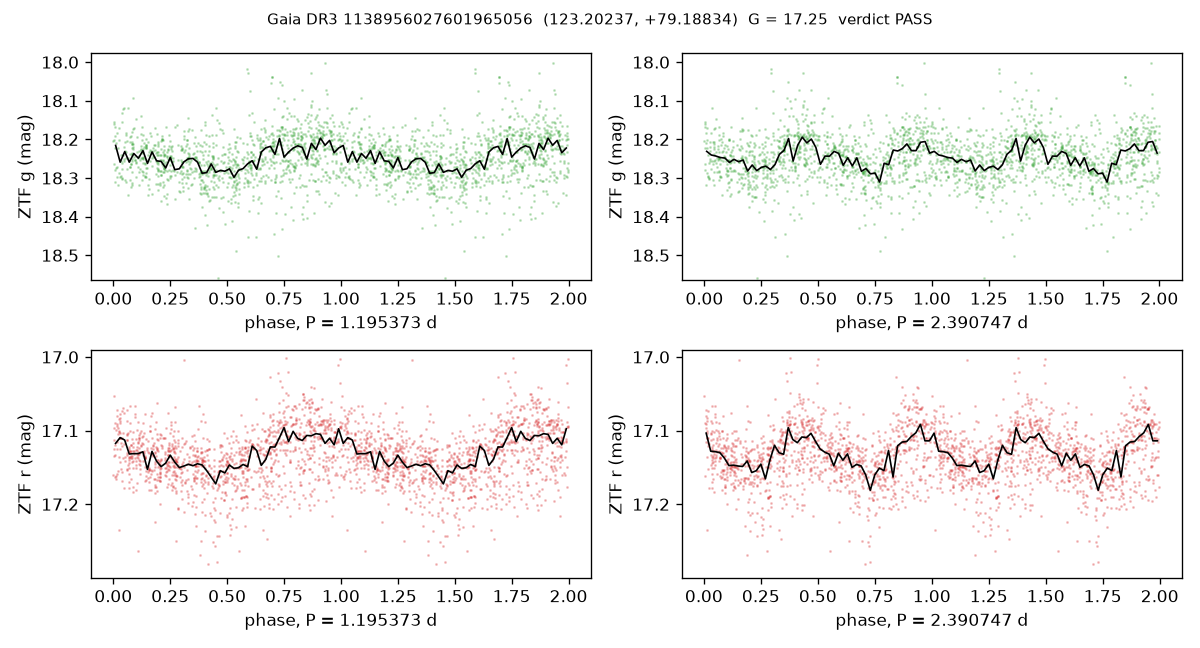 Gaia DR3 1138956027601965056  (123.20237, +79.18834)  G = 17.25  verdict PASS
ZTF g (mag)
18.0
18.1
18.2
18.3
18.4
18.5
0.00 0.25 0.50 0.75 1.00 1.25 1.50 1.75 2.00
phase, P = 1.195373 d
ZTF g (mag)
18.0
18.1
18.2
18.3
18.4
18.5
0.00 0.25 0.50 0.75 1.00 1.25 1.50 1.75 2.00
phase, P = 2.390747 d
ZTF r (mag)
17.0
17.1
17.2
0.00 0.25 0.50 0.75 1.00 1.25 1.50 1.75 2.00
phase, P = 1.195373 d
ZTF r (mag)
17.0
17.1
17.2
0.00 0.25 0.50 0.75 1.00 1.25 1.50 1.75 2.00
phase, P = 2.390747 d